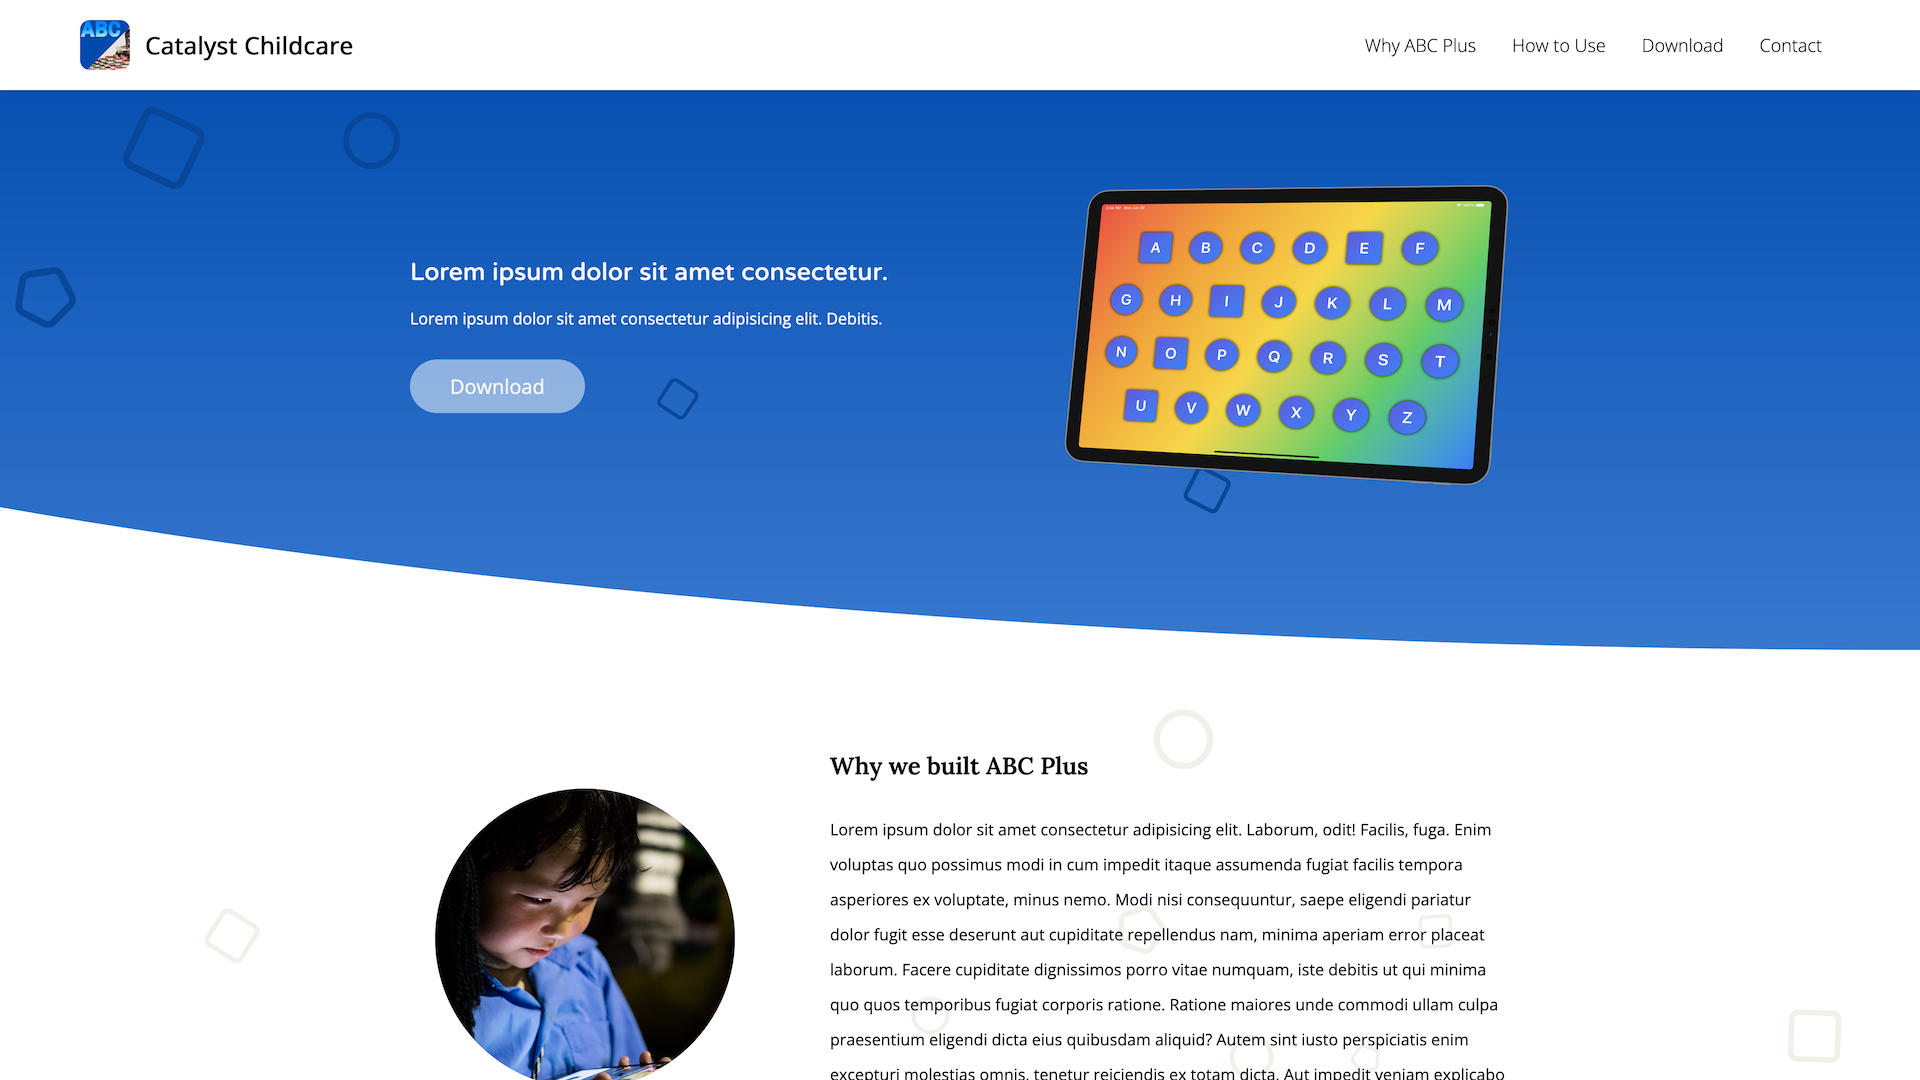 ABC
Catalyst Childcare
Why ABC Plus
How to Use
Download
Contact
Lorem ipsum dolor sit amet consectetur.
Lorem ipsum dolor sit amet consectetur adipisicing elit. Debitis.
Download
A B C D E F
G H I J K L M
N O P Q R S T
U V W X Y Z
Why we built ABC Plus
Lorem ipsum dolor sit amet consectetur adipisicing elit. Laborum, odit! Facilis, fuga. Enim
voluptas quo possimus modi in cum impedit itaque assumenda fugiat facilis tempora
asperiores ex voluptate, minus nemo. Modi nisi consequuntur, saepe eligendi pariatur
dolor fugit esse deserunt aut cupiditate repellendus nam, minima aperiam error placeat
laborum. Facere cupiditate dignissimos porro vitae numquam, iste debitis ut qui minima
quo quos temporibus fugiat corporis ratione. Ratione maiores unde commodi ullam culpa
praesentium eligendi dicta eius quibusdam aliquid? Autem sint iusto perspiciatis enim
excepturi molestias omnis, tenetur reiciendis ex totam dicta. Aut impedit veniam explicabo